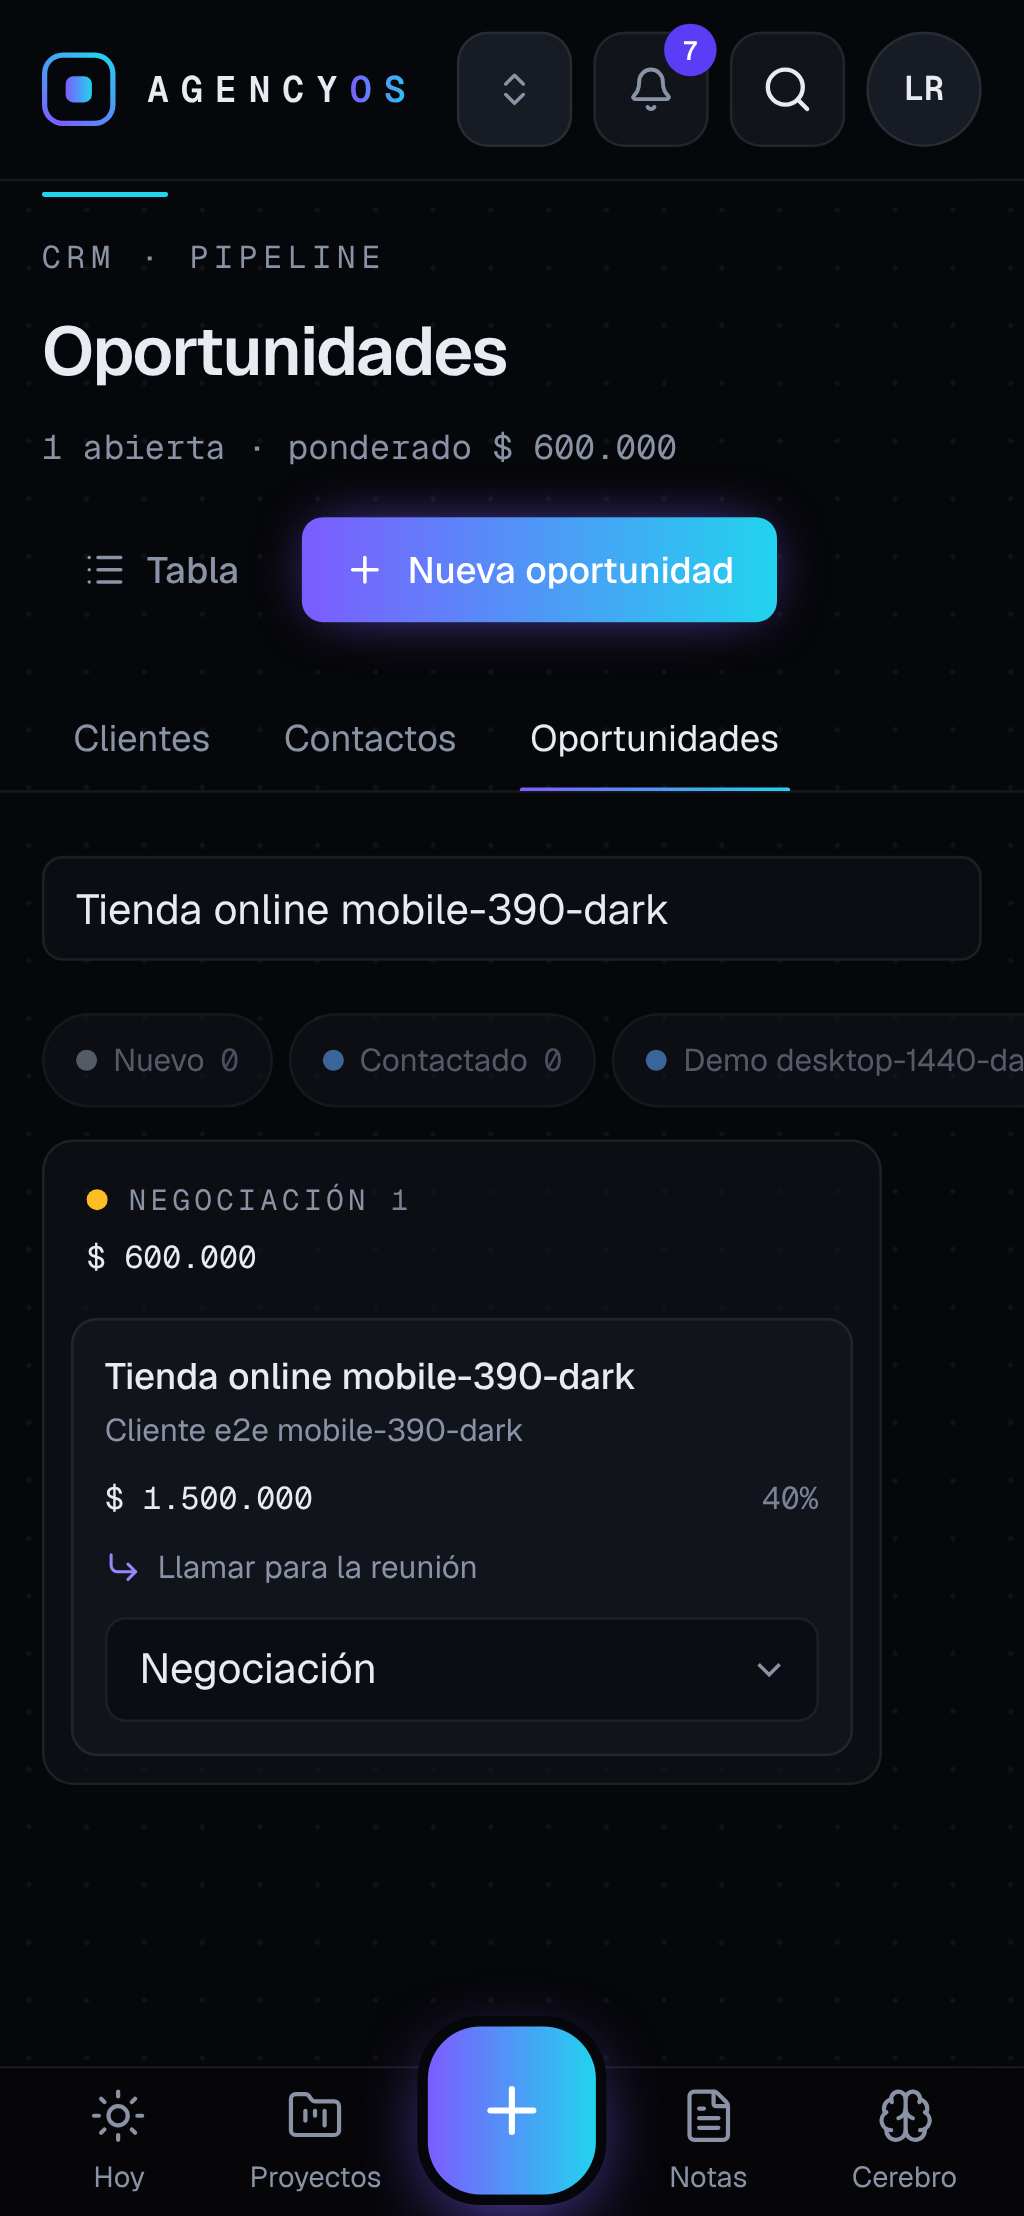 AGENCYOS
7
LR
CRM · PIPELINE
Oportunidades
1 abierta · ponderado $ 600.000
Tabla
Nueva oportunidad
Clientes Contactos Oportunidades
Tienda online mobile-390-dark
Nuevo 0 Contactado 0 Demo desktop-1440-da
NEGOCIACIÓN 1
$ 600.000
Tienda online mobile-390-dark
Cliente e2e mobile-390-dark
$ 1.500.000 40%
Llamar para la reunión
Negociación
Hoy Proyectos Notas Cerebro